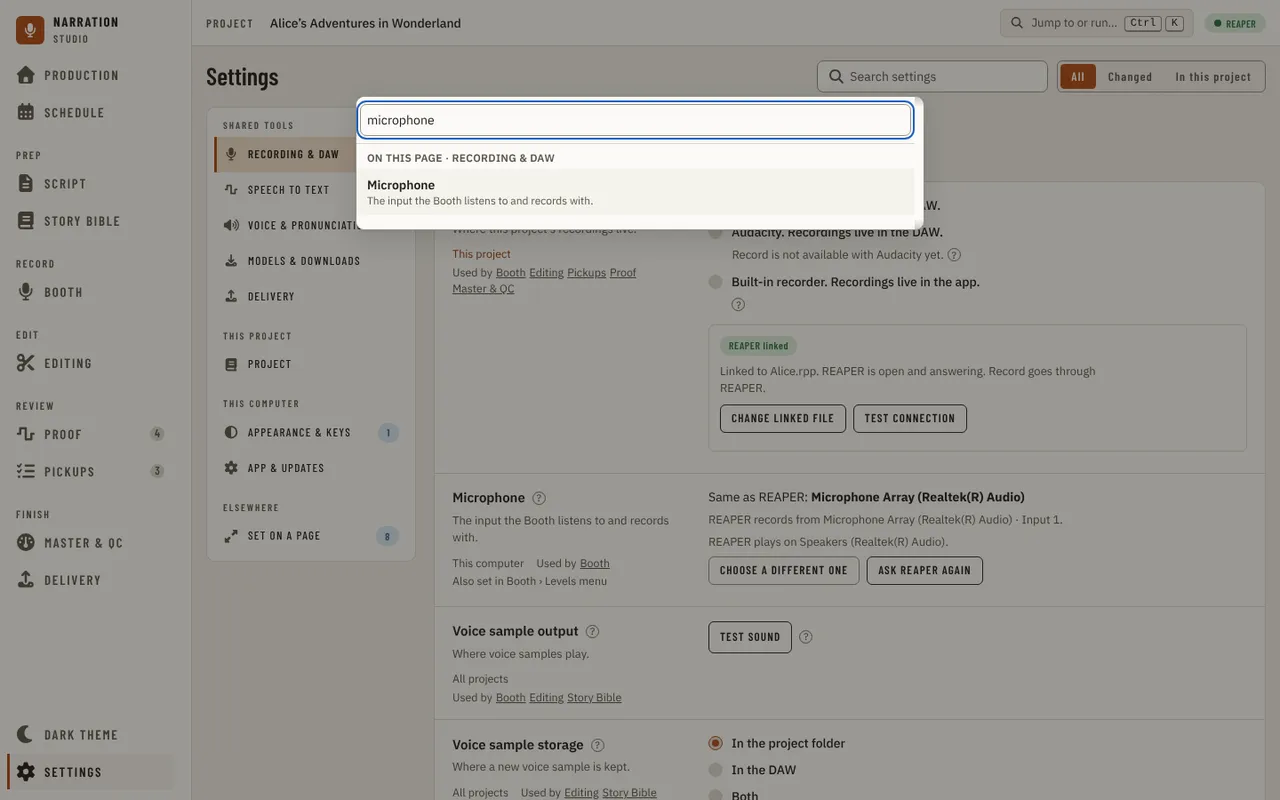 NARRATION
STUDIO
PRODUCTION
SCHEDULE
PREP
SCRIPT
STORY BIBLE
RECORD
BOOTH
EDIT
EDITING
REVIEW
PROOF 4
PICKUPS 3
FINISH
MASTER & QC
DELIVERY
DARK THEME
SETTINGS
PROJECT Alice's Adventures in Wonderland
Jump to or run... Ctrl K
REAPER
Settings
Search settings
All Changed In this project
SHARED TOOLS
RECORDING & DAW
SPEECH TO TEXT
VOICE & PRONUNCIATI
MODELS & DOWNLOADS
DELIVERY
THIS PROJECT
PROJECT
THIS COMPUTER
APPEARANCE & KEYS 1
APP & UPDATES
ELSEWHERE
SET ON A PAGE 8
microphone
ON THIS PAGE · RECORDING & DAW
Microphone
The input the Booth listens to and records with.
Where this project's recordings live.
This project
Used by Booth Editing Pickups Proof
Master & QC
AW.
Audacity. Recordings live in the DAW.
Record is not available with Audacity yet. ?
Built-in recorder. Recordings live in the app.
?
REAPER linked
Linked to Alice.rpp. REAPER is open and answering. Record goes through
REAPER.
CHANGE LINKED FILE TEST CONNECTION
Microphone ?
The input the Booth listens to and records
with.
This computer Used by Booth
Also set in Booth › Levels menu
Same as REAPER: Microphone Array (Realtek(R) Audio)
REAPER records from Microphone Array (Realtek(R) Audio) · Input 1.
REAPER plays on Speakers (Realtek(R) Audio).
CHOOSE A DIFFERENT ONE ASK REAPER AGAIN
Voice sample output ?
Where voice samples play.
All projects
Used by Booth Editing Story Bible
TEST SOUND ?
Voice sample storage ?
Where a new voice sample is kept.
All projects Used by Editing Story Bible
In the project folder
In the DAW
Both